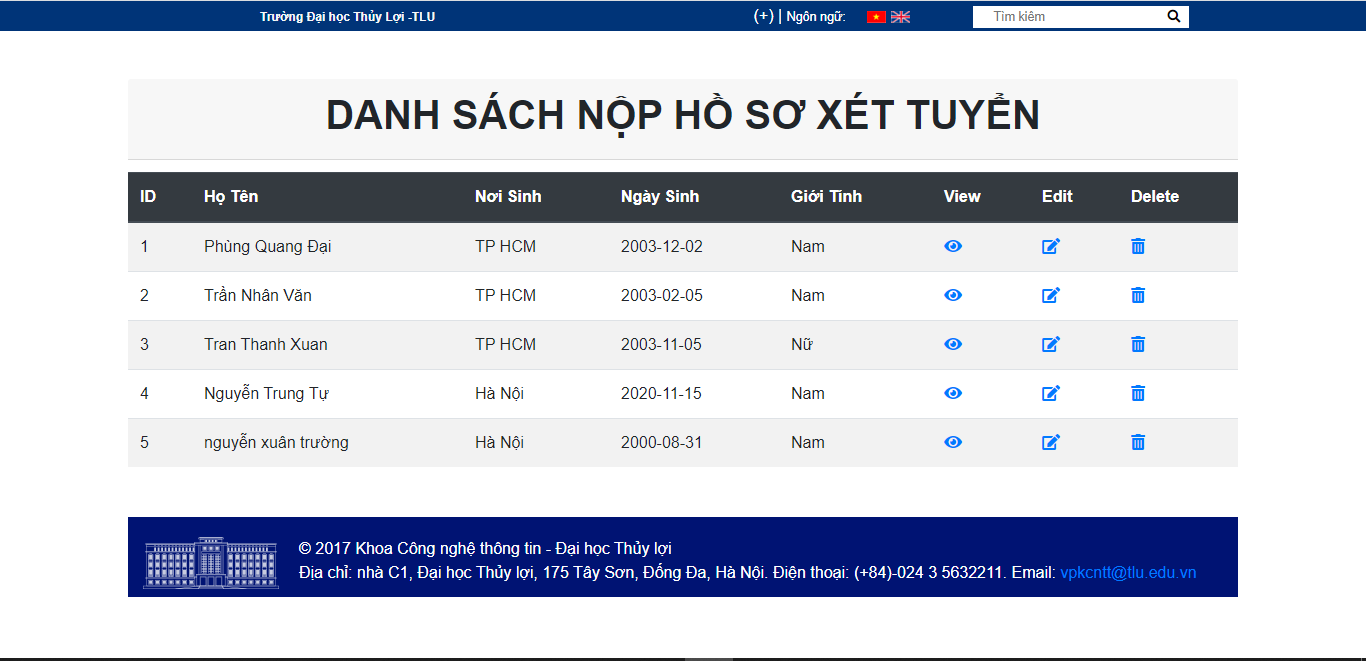 Trường Đại học Thủy Lợi -TLU (+) | Ngôn ngữ: Tìm kiêm
DANH SÁCH NỘP HỒ SƠ XÉT TUYỂN
ID Họ Tên Nơi Sinh Ngày Sinh Giới Tính View Edit Delete
1 Phùng Quang Đại TP HCM 2003-12-02 Nam
2 Trần Nhân Văn TP HCM 2003-02-05 Nam
3 Tran Thanh Xuan TP HCM 2003-11-05 Nữ
4 Nguyễn Trung Tự Hà Nội 2020-11-15 Nam
5 nguyễn xuân trường Hà Nội 2000-08-31 Nam
© 2017 Khoa Công nghệ thông tin - Đại học Thủy lợi
Địa chỉ: nhà C1, Đại học Thủy lợi, 175 Tây Sơn, Đống Đa, Hà Nội. Điện thoại: (+84)-024 3 5632211. Email: vpkcntt@tlu.edu.vn